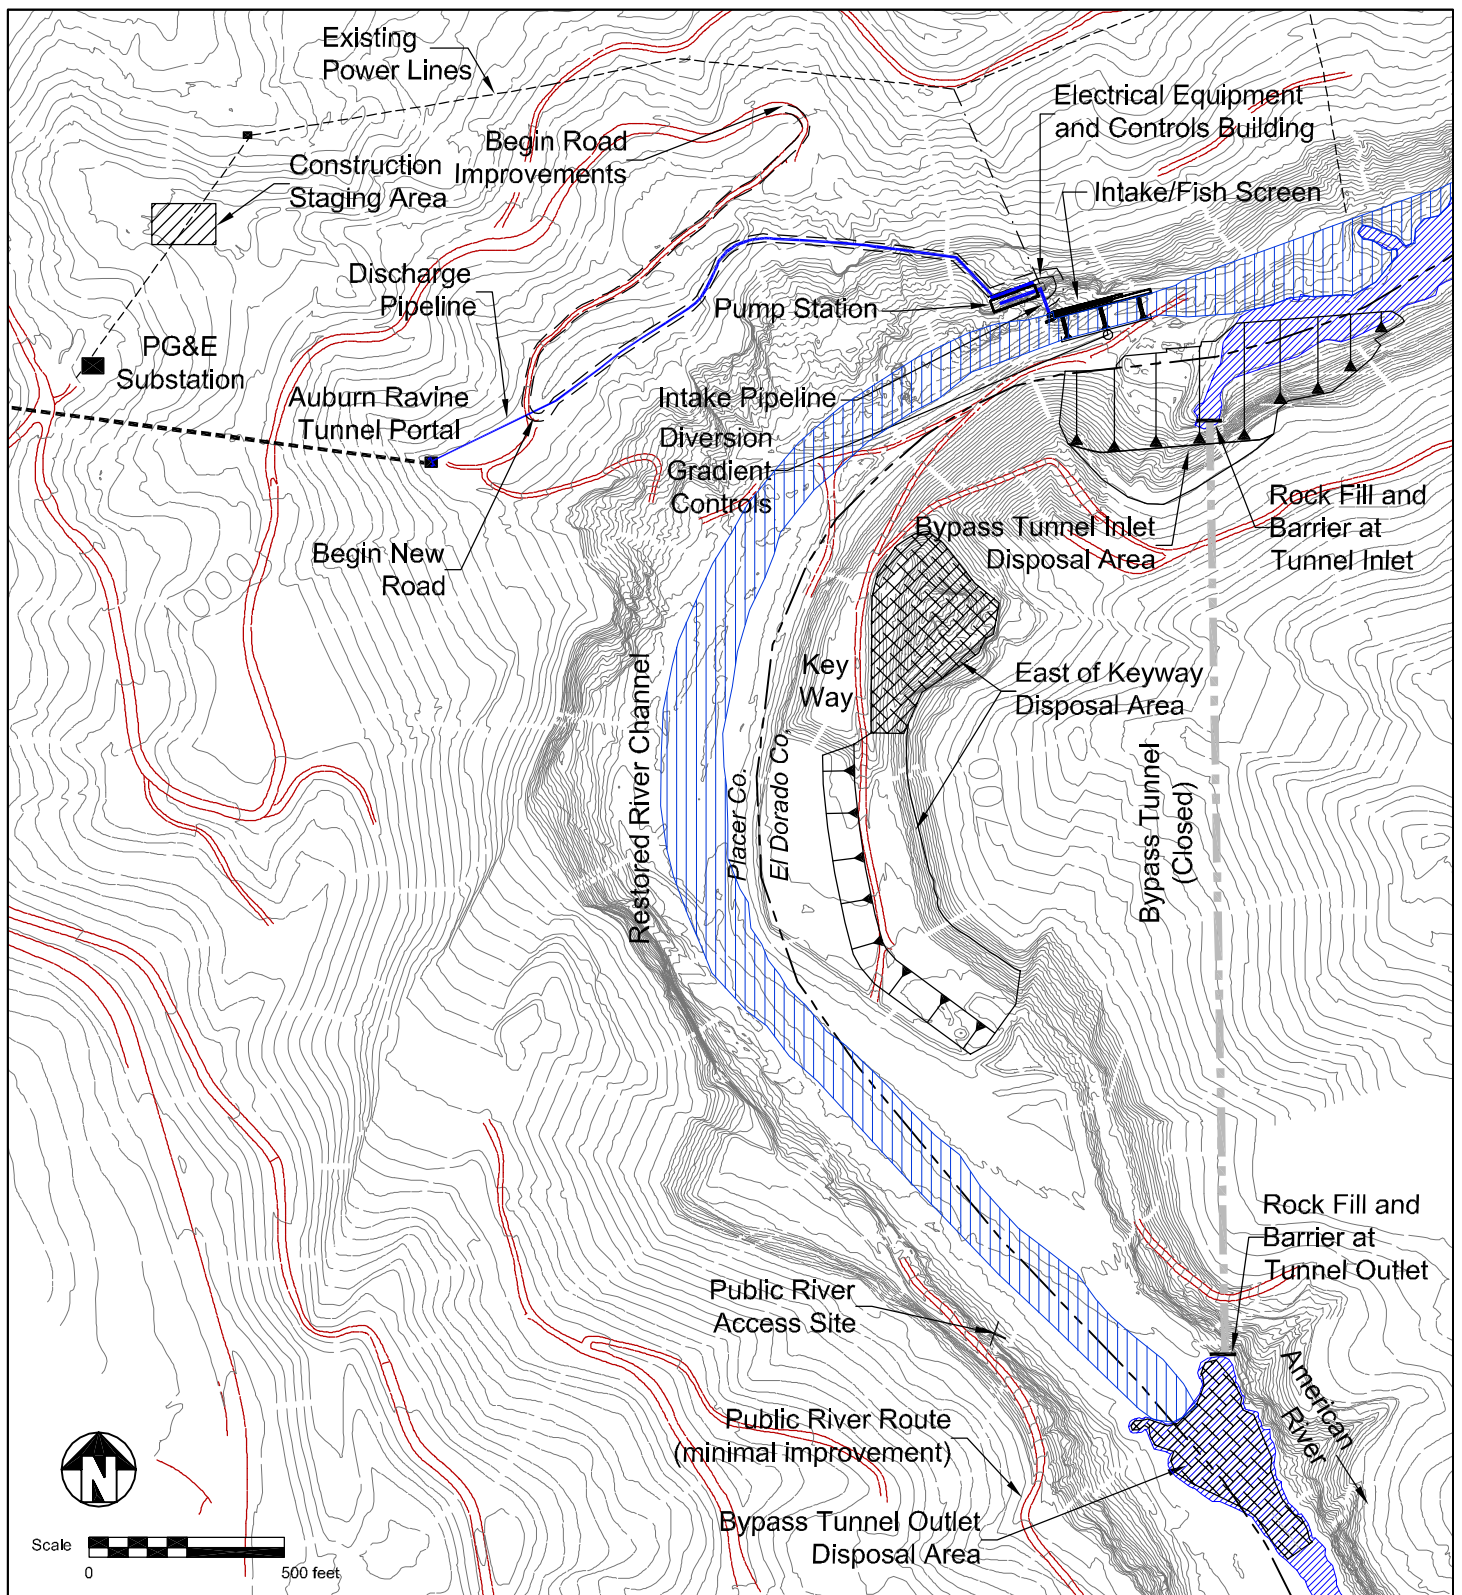 Existing
Power Lines
Electrical Equipment
and Controls Building
Begin Road
Improvements
Construction
Staging Area
Intake/Fish Screen
Discharge
Pipeline
Pump Station
PG&E
Substation
Auburn Ravine
Tunnel Portal
Intake Pipeline
Diversion
Gradient
Controls
Rock Fill and
Barrier at
Tunnel Inlet
Bypass Tunnel Inlet
Disposal Area
Begin New
Road
Key
Way
East of Keyway
Disposal Area
Restored River Channel
Placer Co.
El Dorado Co.
Bypass Tunnel
(Closed)
Rock Fill and
Barrier at
Tunnel Outlet
Public River
Access Site
American
River
Public River Route
(minimal improvement)
Bypass Tunnel Outlet
Disposal Area
N
Scale
0
500 feet